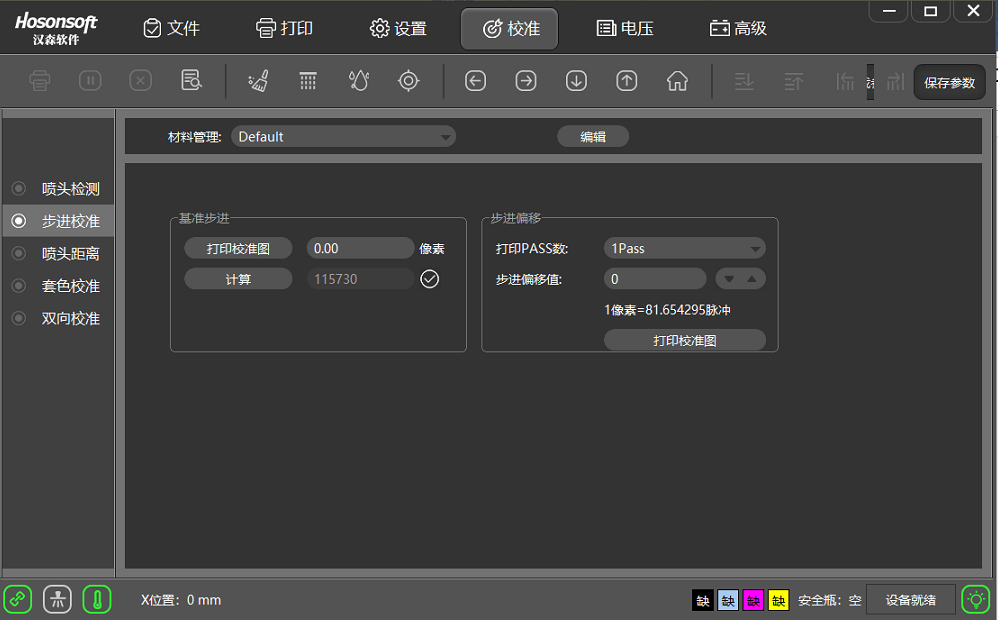 Hosonsoft
汉森软件
文件
打印
设置
校准
电压
高级
保存参数
材料管理:
Default
编辑
喷头检测
步进校准
喷头距离
套色校准
双向校准
基准步进
打印校准图
0.00
像素
计算
115730
步进偏移
打印PASS数:
1Pass
步进偏移值:
0
1像素=81.654295脉冲
打印校准图
X位置: 0 mm
缺
缺
缺
缺
安全瓶: 空
设备就绪